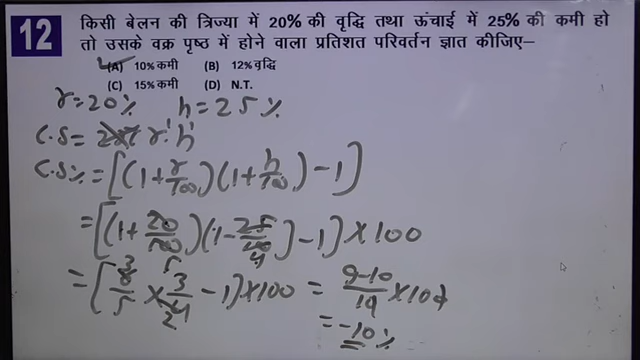 12 किसी बेलन की त्रिज्या में 20% की वृद्धि तथा ऊंचाई में 25% की कमी हो
तो उसके वक्र पृष्ठ में होने वाला प्रतिशत परिवर्तन ज्ञात कीजिए–
(A) 10% कमी (B) 12% वृद्धि
(C) 15% कमी (D) N.T.
r = 20% h = 25%
C.S = 2π r' h'
C.S% = [(1+r/100)(1+h/100) - 1]
= [(1+20/100)(1-25/100) - 1] × 100
= [6/5 × 3/4 - 1] × 100 = 9-10/10 × 100
= -10%